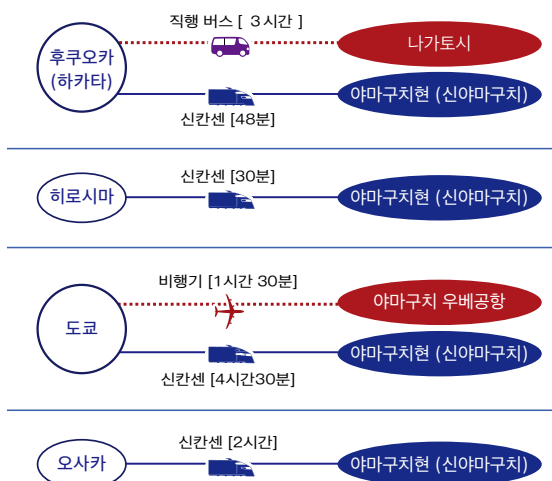 직행 버스 [ 3시간 ]
후쿠오카
(하카타)
나가토시
야마구치현 (신야마구치)
신칸센 [48분]
신칸센 [30분]
히로시마
야마구치현 (신야마구치)
비행기 [1시간 30분]
야마구치 우베공항
도쿄
야마구치현 (신야마구치)
신칸센 [4시간30분]
신칸센 [2시간]
오사카
야마구치현 (신야마구치)